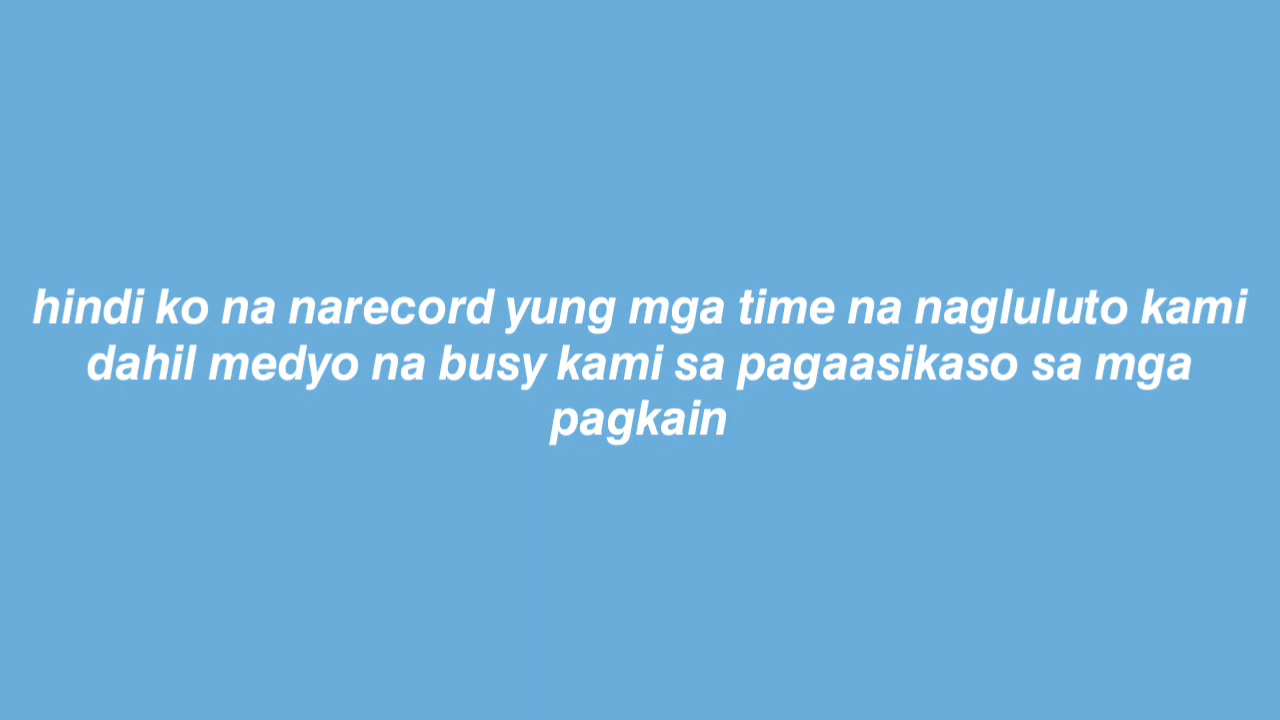 hindi ko na narecord yung mga time na nagluluto kami
dahil medyo na busy kami sa pagaasikaso sa mga
pagkain